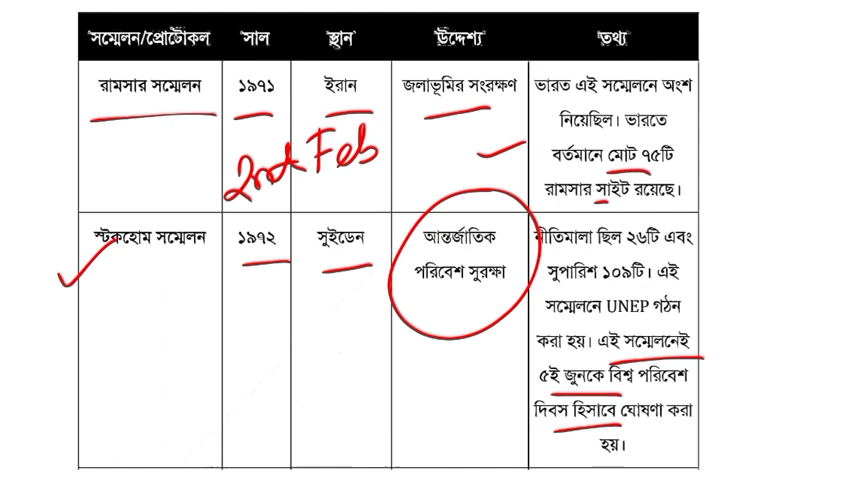 সম্মেলন/প্রোটোকল সাল স্থান উদ্দেশ্য তথ্য
রামসার সম্মেলন ১৯৭১ ইরান জলাভূমির সংরক্ষণ ভারত এই সম্মেলনে অংশ
নিয়েছিল। ভারতে
বর্তমানে মোট ৭৫টি
রামসার সাইট রয়েছে।
2nd Feb
স্টকহোম সম্মেলন ১৯৭২ সুইডেন আন্তর্জাতিক নীতিমালা ছিল ২৬টি এবং
পরিবেশ সুরক্ষা সুপারিশ ১০৯টি। এই
সম্মেলনে UNEP গঠন
করা হয়। এই সম্মেলনেই
৫ই জুনকে বিশ্ব পরিবেশ
দিবস হিসাবে ঘোষণা করা
হয়।